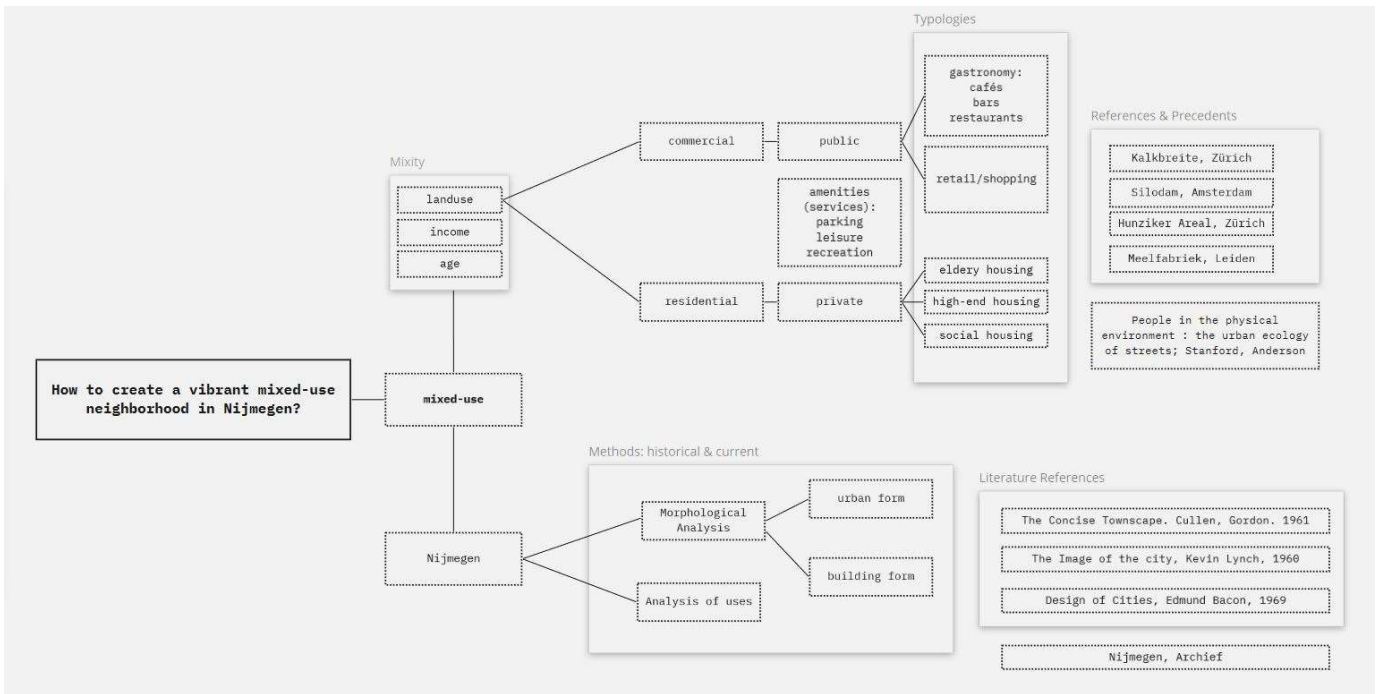 Typologies
gastronomy:
cafés
bars
restaurants
References & Precedents
commercial
public
retail/shopping
Kalkbreite, Zürich
Silodam, Amsterdam
Hunziker Areal, Zürich
Meelfabriek, Leiden
Mixity
landuse
income
age
amenities
(services):
parking
leisure
recreation
residential
private
eldery housing
high-end housing
social housing
People in the physical
environment : the urban ecology
of streets; Stanford, Anderson
How to create a vibrant mixed-use
neighborhood in Nijmegen?
mixed-use
Methods: historical & current
Nijmegen
Morphological
Analysis
urban form
building form
Analysis of uses
Literature References
The Concise Townscape. Cullen, Gordon. 1961
The Image of the city, Kevin Lynch, 1960
Design of Cities, Edmund Bacon, 1969
Nijmegen, Archief